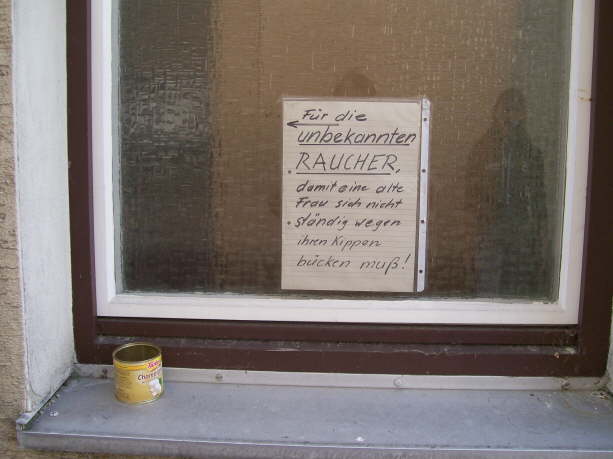 Für die
unbekannten
RAUCHER,
damit eine alte
Frau sich nicht
ständig wegen
ihren Kippen
bücken muß!